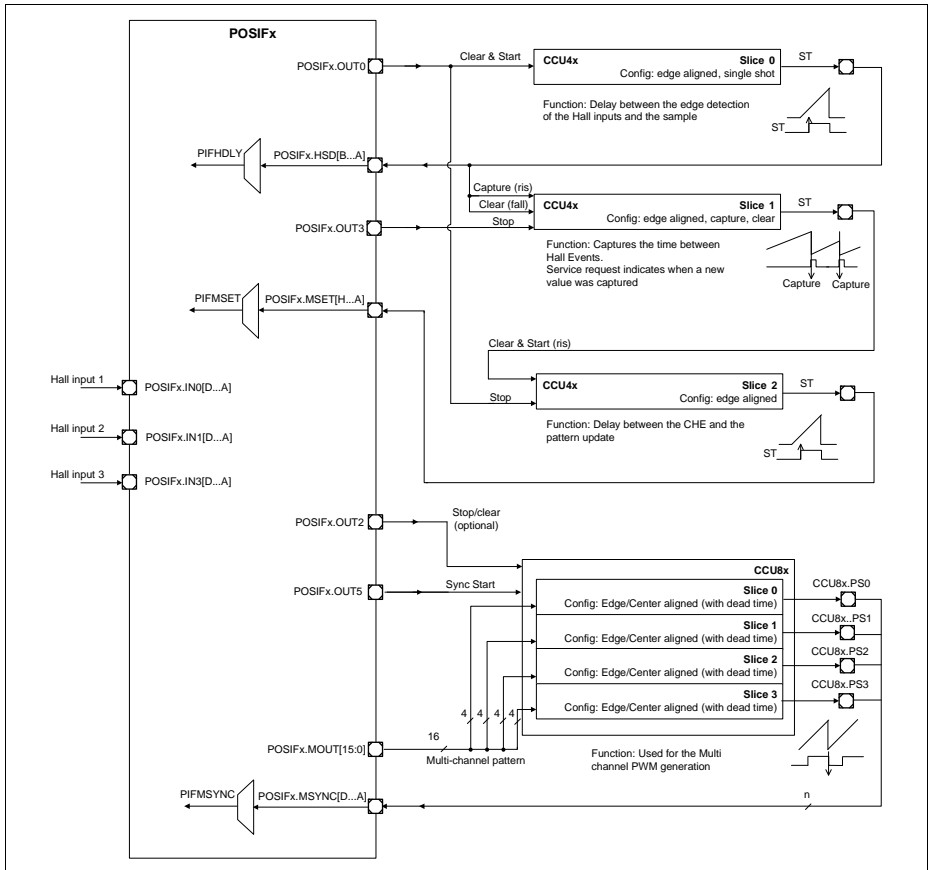 POSIFx
POSIFx.OUT0
Clear & Start
CCU4x
Slice 0
Config: edge aligned, single shot
ST
Function: Delay between the edge detection
of the Hall inputs and the sample
ST
PIFHDLY
POSIFx.HSD[B...A]
Capture (ris)
Clear (fall)
Stop
CCU4x
Slice 1
Config: edge aligned, capture, clear
ST
POSIFx.OUT3
Function: Captures the time between
Hall Events.
Service request indicates when a new
value was captured
Capture
Capture
PIFMSET
POSIFx.MSET[H...A]
Clear & Start (ris)
Stop
CCU4x
Slice 2
Config: edge aligned
ST
Function: Delay between the CHE and the
pattern update
ST
Hall input 1
POSIFx.IN0[D...A]
Hall input 2
POSIFx.IN1[D...A]
Hall input 3
POSIFx.IN3[D...A]
POSIFx.OUT2
Stop/clear
(optional)
POSIFx.OUT5
Sync Start
CCU8x
Slice 0
Config: Edge/Center aligned (with dead time)
Slice 1
Config: Edge/Center aligned (with dead time)
Slice 2
Config: Edge/Center aligned (with dead time)
Slice 3
Config: Edge/Center aligned (with dead time)
CCU8x.PS0
CCU8x..PS1
CCU8x.PS2
CCU8x.PS3
4 4 4 4
POSIFx.MOUT[15:0]
16
Multi-channel pattern
Function: Used for the Multi
channel PWM generation
PIFMSYNC
POSIFx.MSYNC[D...A]
n